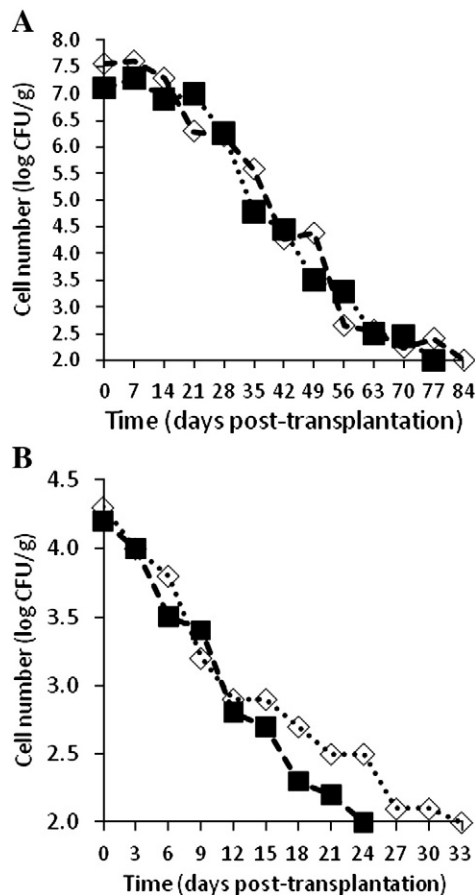 A
Cell number (log CFU/g)
8.0
7.5
7.0
6.5
6.0
5.5
5.0
4.5
4.0
3.5
3.0
2.5
2.0
0 7 14 21 28 35 42 49 56 63 70 77 84
Time (days post-transplantation)
B
Cell number (log CFU/g)
4.5
4.0
3.5
3.0
2.5
2.0
0 3 6 9 12 15 18 21 24 27 30 33
Time (days post-transplantation)